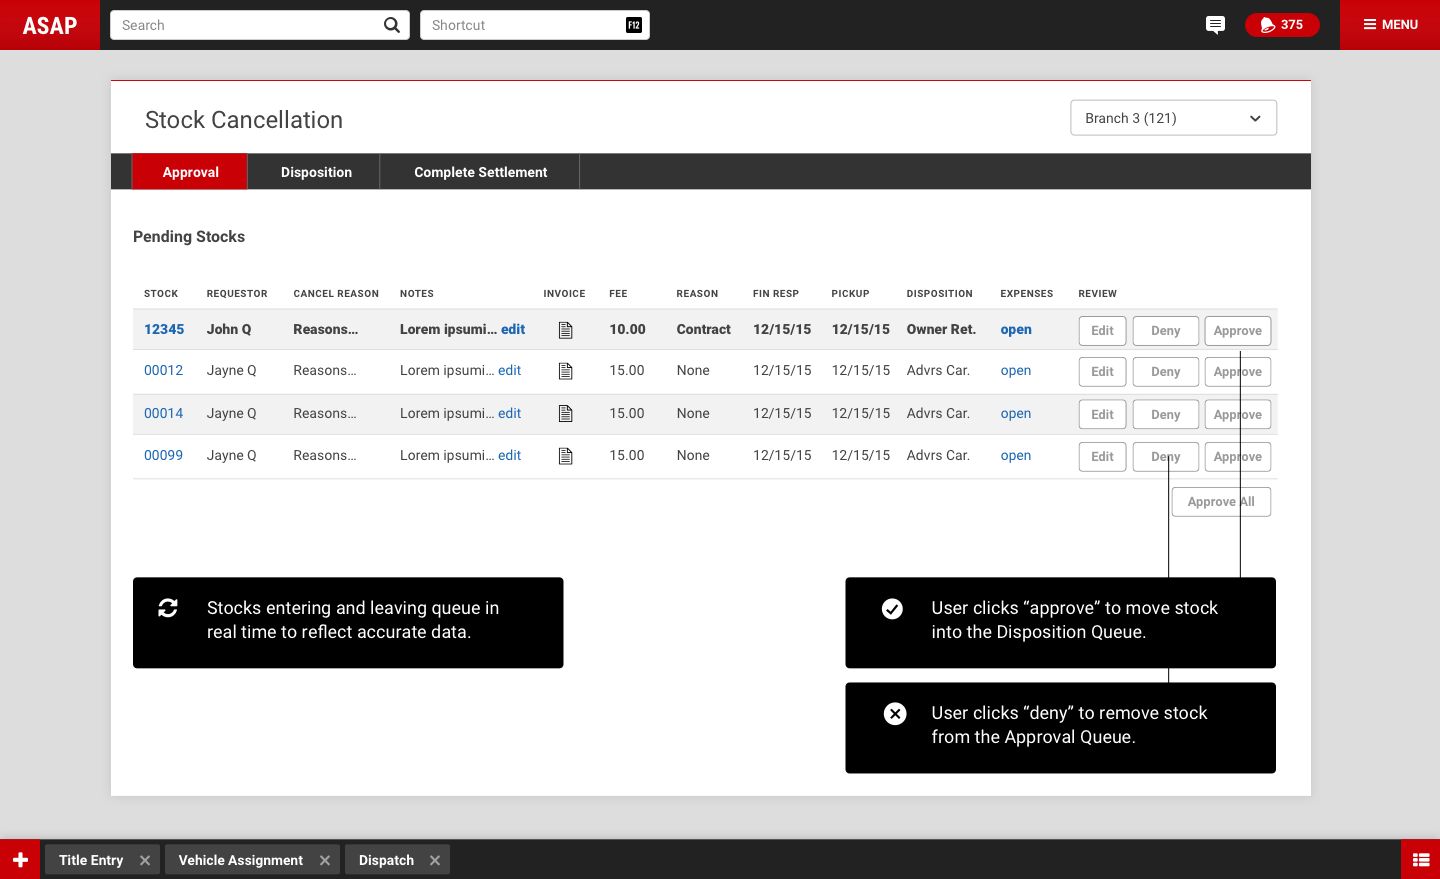 ASAP
Search
Shortcut
F12
375
MENU
Stock Cancellation
Branch 3 (121)
Approval
Disposition
Complete Settlement
Pending Stocks
STOCK REQUESTOR CANCEL REASON NOTES INVOICE FEE REASON FIN RESP PICKUP DISPOSITION EXPENSES REVIEW
12345 John Q Reasons... Lorem ipsumi... edit 10.00 Contract 12/15/15 12/15/15 Owner Ret. open Edit Deny Approve
00012 Jayne Q Reasons... Lorem ipsumi... edit 15.00 None 12/15/15 12/15/15 Advrs Car. open Edit Deny Approve
00014 Jayne Q Reasons... Lorem ipsumi... edit 15.00 None 12/15/15 12/15/15 Advrs Car. open Edit Deny Approve
00099 Jayne Q Reasons... Lorem ipsumi... edit 15.00 None 12/15/15 12/15/15 Advrs Car. open Edit Deny Approve
Approve All
Stocks entering and leaving queue in
real time to reflect accurate data.
User clicks “approve” to move stock
into the Disposition Queue.
User clicks “deny” to remove stock
from the Approval Queue.
Title Entry
Vehicle Assignment
Dispatch